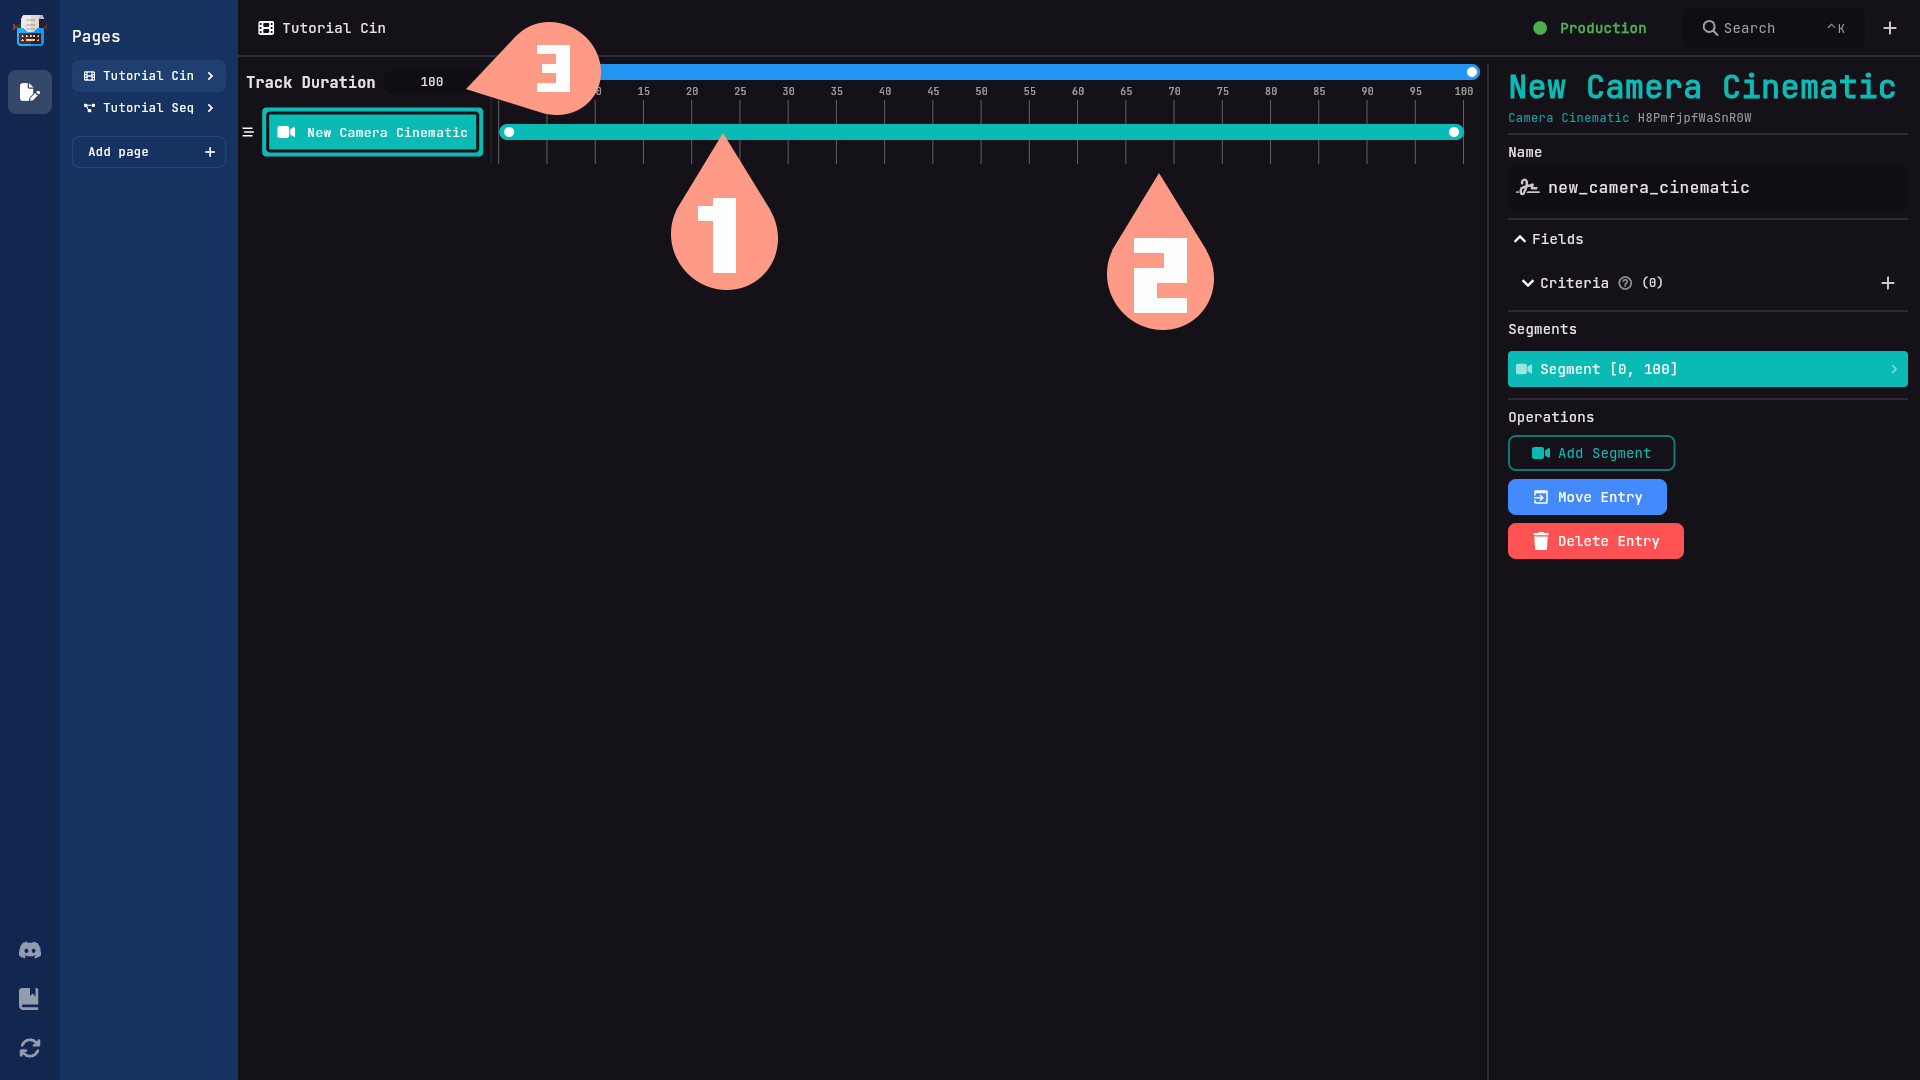 Pages
Tutorial Cin
Tutorial Seq
Add page
Tutorial Cin
Production
Search
^K
Track Duration
100
3
15 20 25 30 35 40 45 50 55 60 65 70 75 80 85 90 95 100
New Camera Cinematic
1
2
New Camera Cinematic
Camera Cinematic H8PmfjpfWaSnR0W
Name
new_camera_cinematic
Fields
Criteria ? (0)
Segments
Segment [0, 100]
Operations
Add Segment
Move Entry
Delete Entry